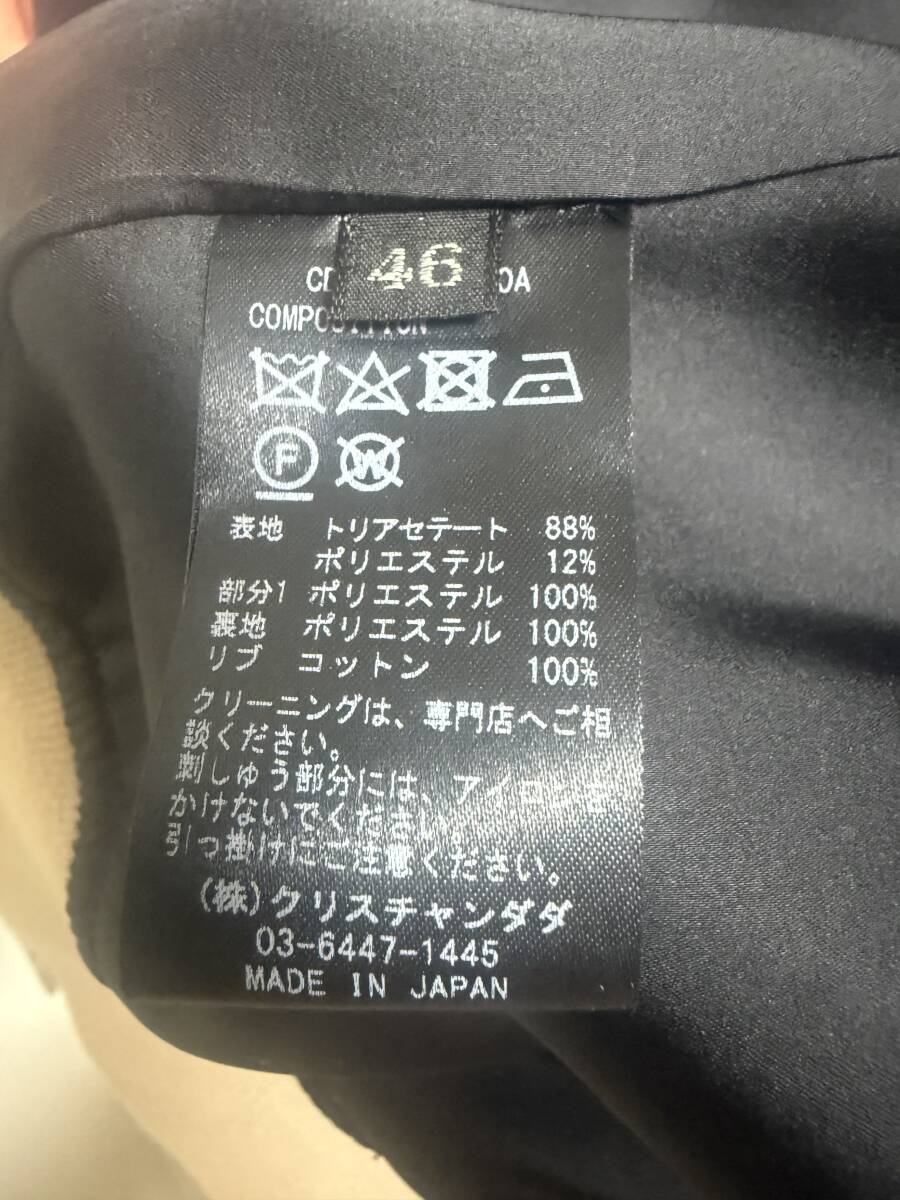 46
COMPOSITION
F
W
表地 トリアセテート 88%
ポリエステル 12%
部分1 ポリエステル 100%
裏地 ポリエステル 100%
リブ コットン 100%
クリーニングは、専門店へご相
談ください。
刺しゅう部分には、アイロンを
かけないでください。
引っ掛けにご注意ください。
(株)クリスチャンダダ
03-6447-1445
MADE IN JAPAN